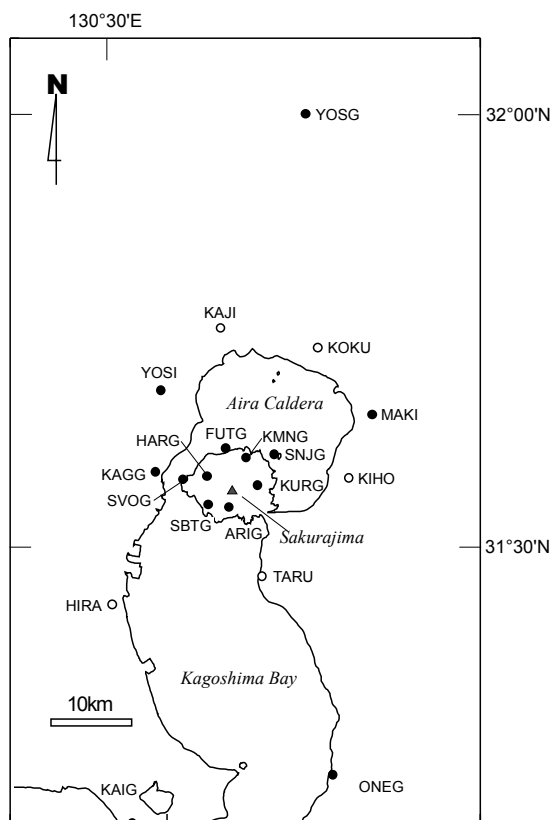 130°30'E
N
YOSG
32°00'N
KAJI
KOKU
YOSI
Aira Caldera
MAKI
FUTG
HARG
KMNG
SNJG
KAGG
KIHO
KURG
SVOG
SBTG
ARIG
Sakurajima
31°30'N
TARU
HIRA
Kagoshima Bay
10km
KAIG
ONEG